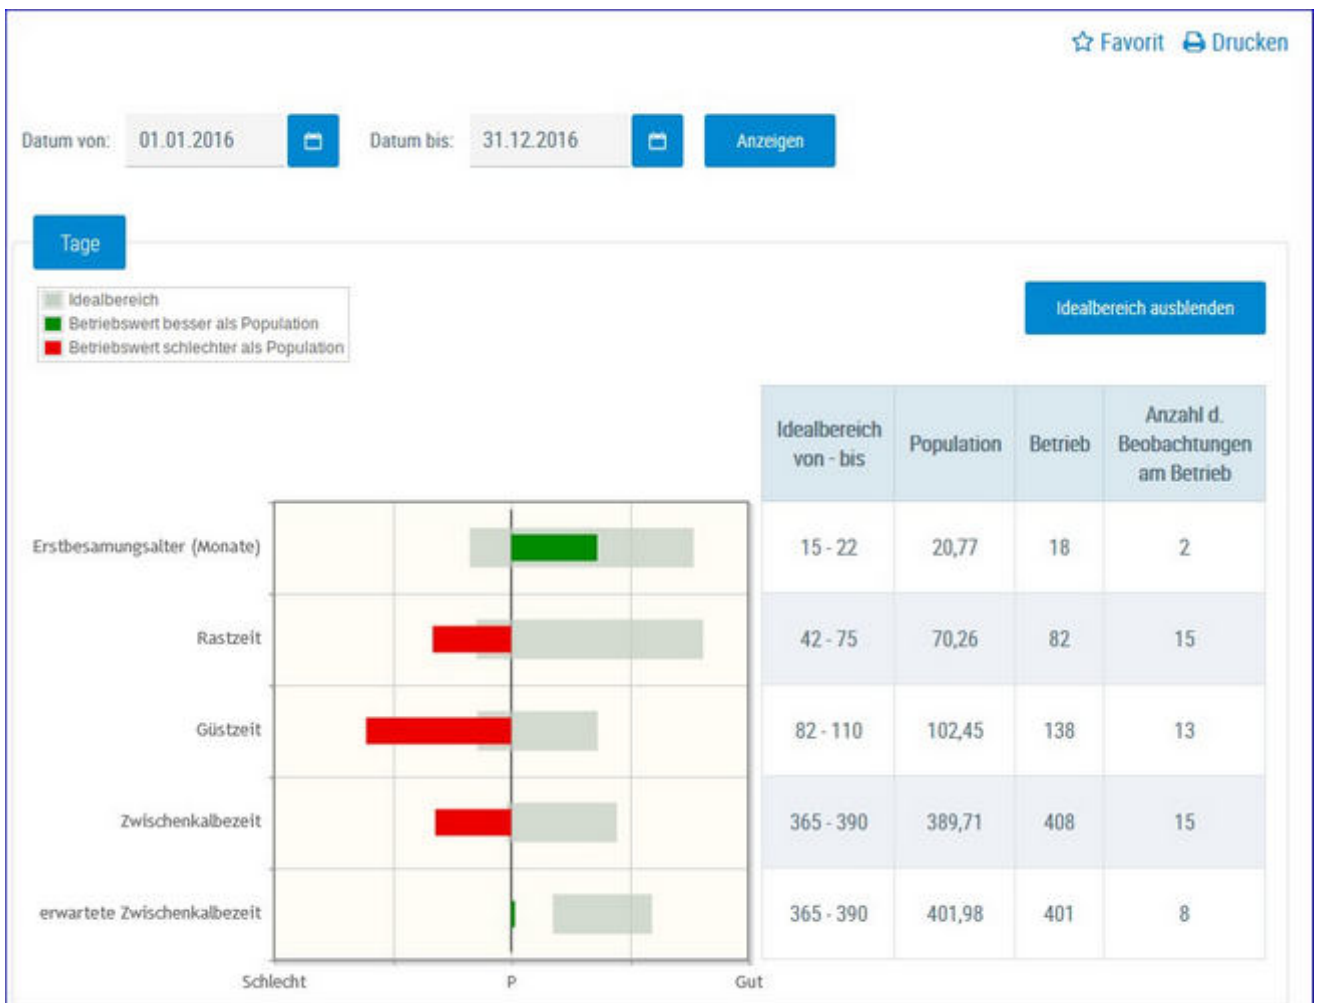 Favorit Drucken
Datum von: 01.01.2016 Datum bis: 31.12.2016 Anzeigen
Tage
Idealbereich
Betriebswert besser als Population
Betriebswert schlechter als Population
Idealbereich ausblenden
Idealbereich von - bis Population Betrieb Anzahl d. Beobachtungen am Betrieb
Erstbesamungsalter (Monate) 15 - 22 20,77 18 2
Rastzeit 42 - 75 70,26 82 15
Güstzeit 82 - 110 102,45 138 13
Zwischenkalbezeit 365 - 390 389,71 408 15
erwartete Zwischenkalbezeit 365 - 390 401,98 401 8
Schlecht P Gut